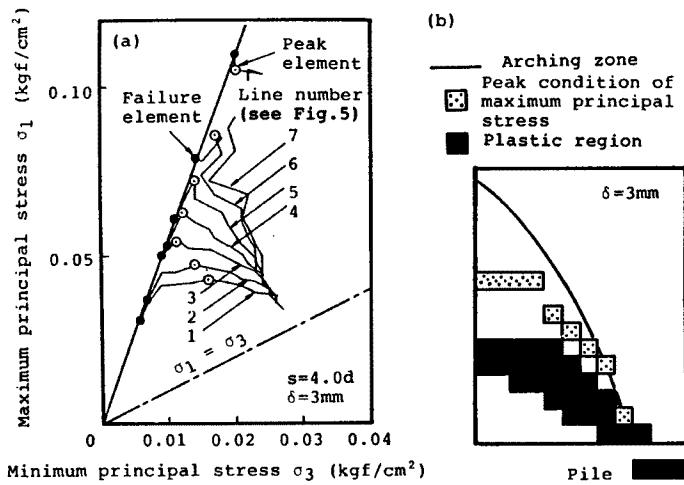 (a)
Peak
element
Failure
element
Line number
(see Fig.5)
7
6
5
4
3
2
1
σ1 = σ3
s=4.0d
δ=3mm
0.10
0.05
0
0
0.01
0.02
0.03
0.04
Maximum principal stress σ1 (kgf/cm²)
Minimum principal stress σ3 (kgf/cm²)
(b)
Arching zone
Peak condition of
maximum principal
stress
Plastic region
δ=3mm
Pile